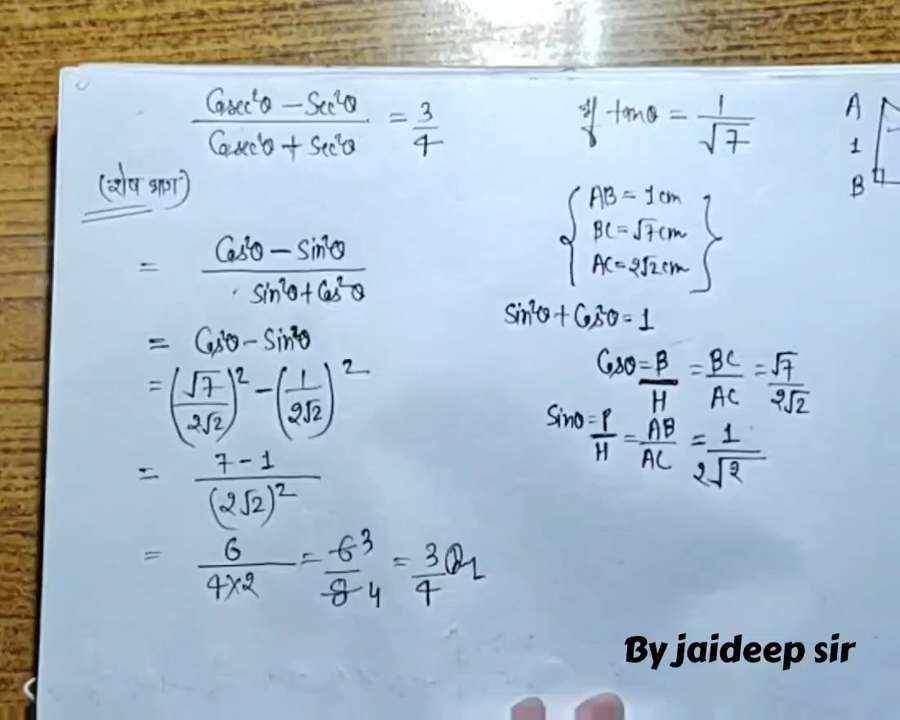 Cosec²θ − Sec²θ / Cosec²θ + Sec²θ = 3/4
(शेष भाग)
= Cos²θ − Sin²θ / Sin²θ + Cos²θ
= Cos²θ − Sin²θ
= (√7/2√2)² − (1/2√2)²
= 7 − 1 / (2√2)²
= 6 / 4×2 = 6 3 / 8 4 = 3/4
if tanθ = 1/√7
AB = 1cm
BC = √7cm
AC = 2√2cm
Sin²θ + Cos²θ = 1
Cosθ = B/H = BC/AC = √7/2√2
Sinθ = P/H = AB/AC = 1/2√2
A
1
B
By jaideep sir